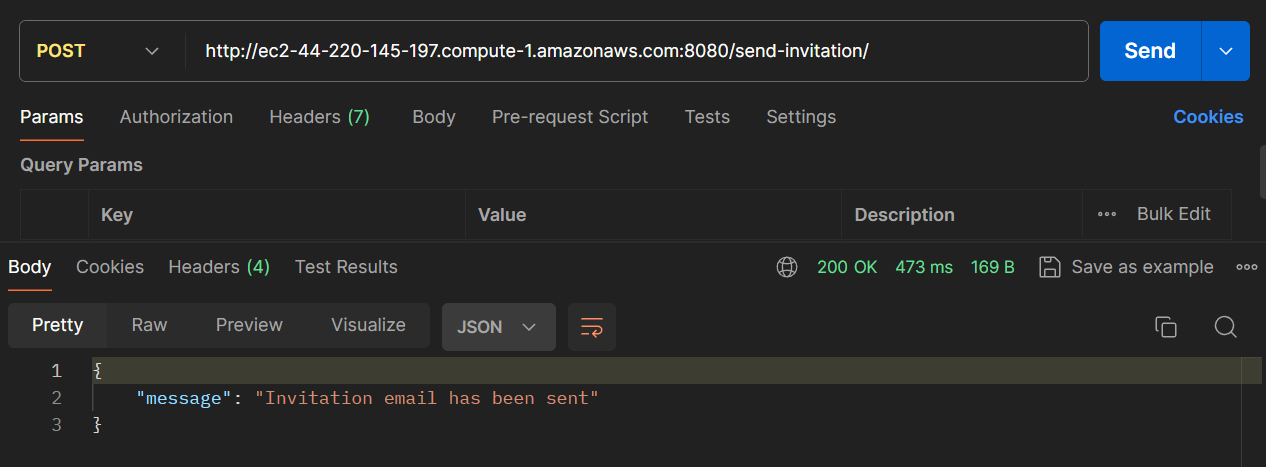 POST http://ec2-44-220-145-197.compute-1.amazonaws.com:8080/send-invitation/ Send
Params Authorization Headers (7) Body Pre-request Script Tests Settings Cookies
Query Params
Key Value Description Bulk Edit
Body Cookies Headers (4) Test Results 200 OK 473 ms 169 B Save as example
Pretty Raw Preview Visualize JSON
1 {
2 "message": "Invitation email has been sent"
3 }